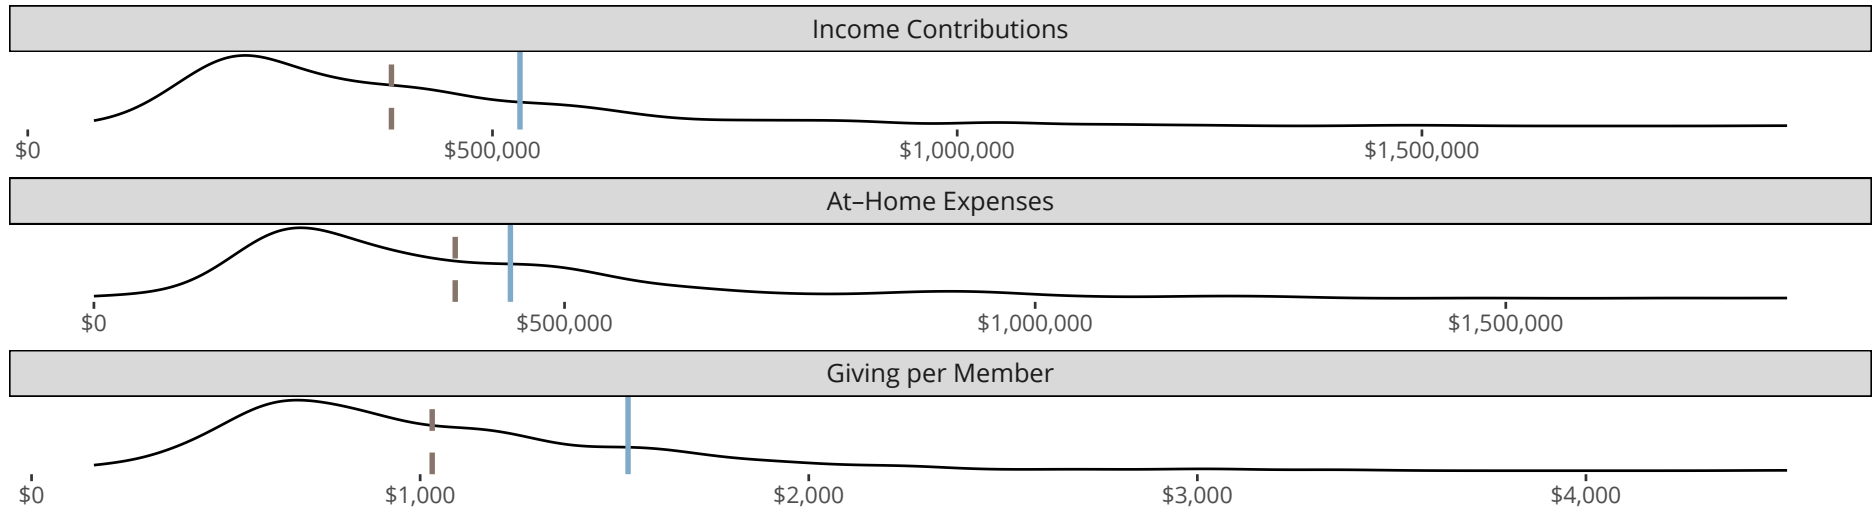 Income Contributions
$0 $500,000 $1,000,000 $1,500,000
At–Home Expenses
$0 $500,000 $1,000,000 $1,500,000
Giving per Member
$0 $1,000 $2,000 $3,000 $4,000